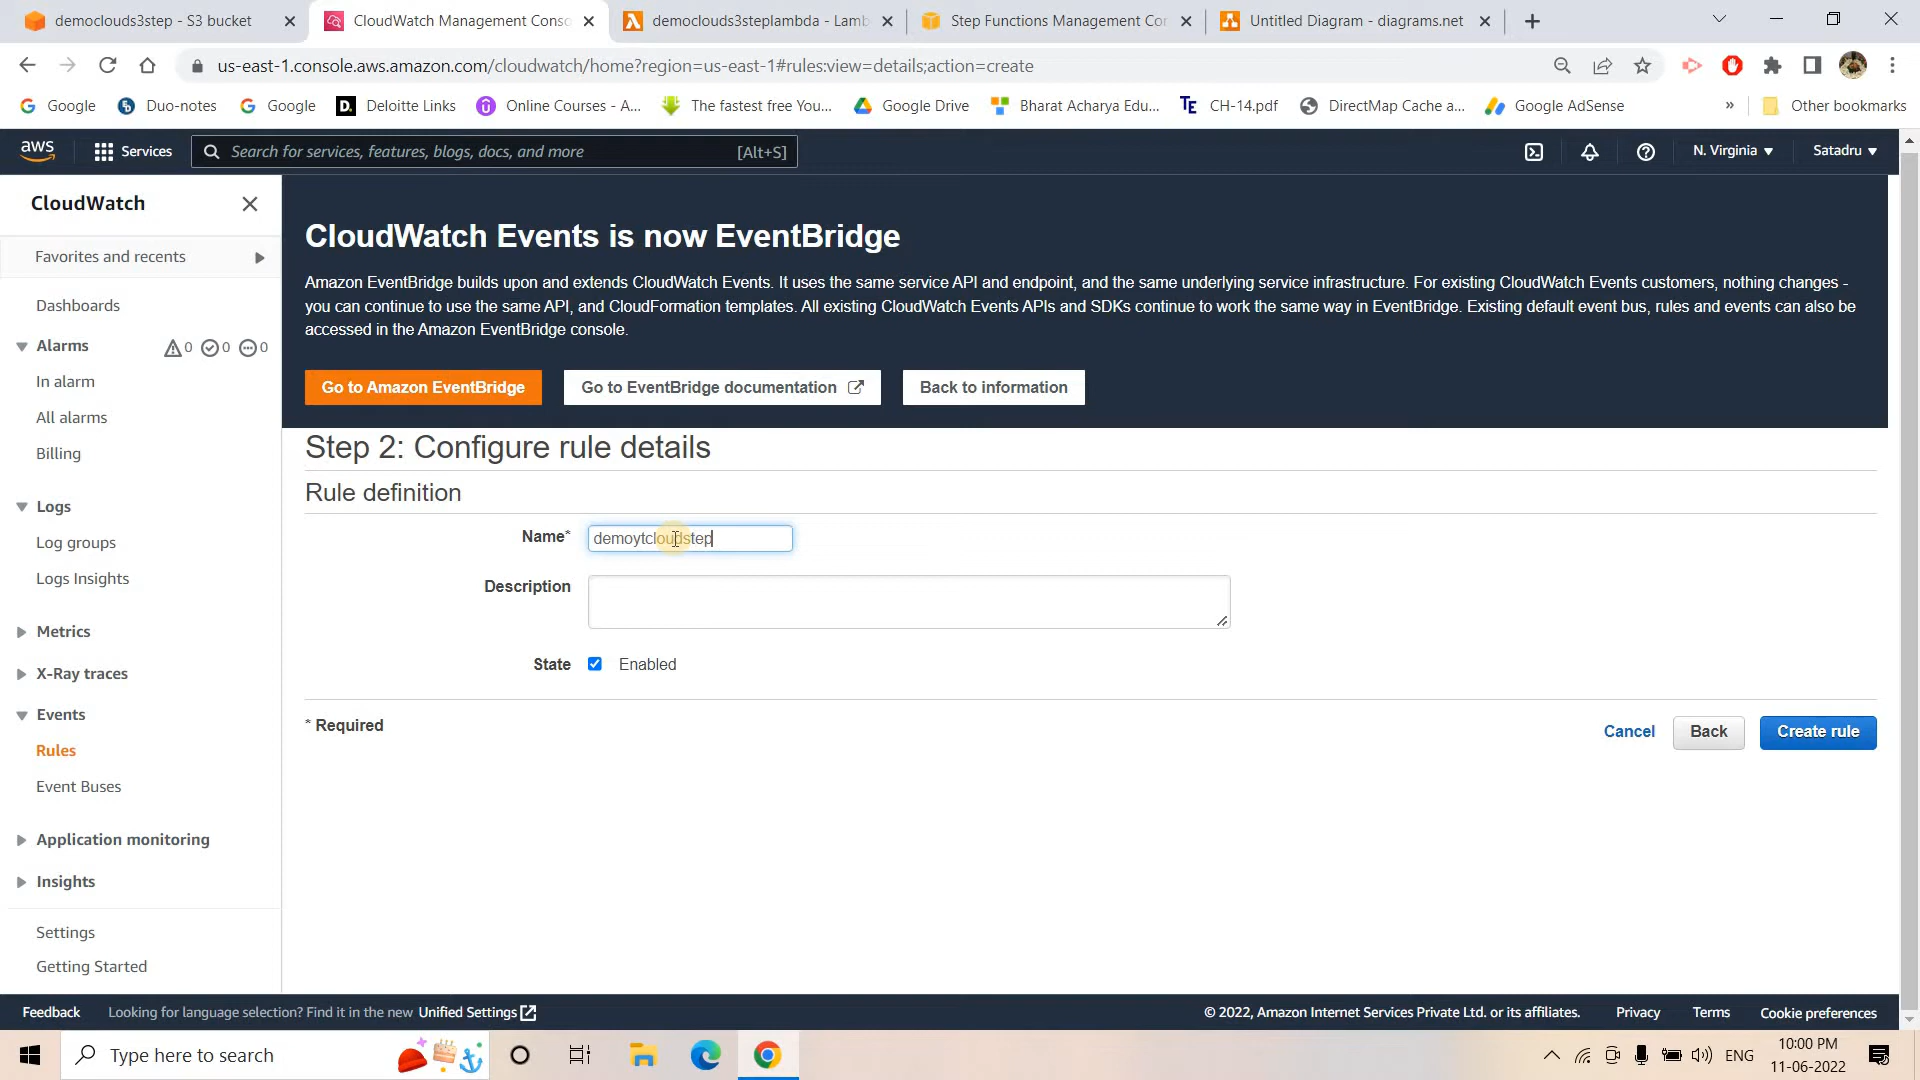 democlouds3step - S3 bucket
CloudWatch Management Conso
democlouds3steplambda - Lamb
Step Functions Management Con
Untitled Diagram - diagrams.net
us-east-1.console.aws.amazon.com/cloudwatch/home?region=us-east-1#rules:view=details;action=create
Google
Duo-notes
Google
Deloitte Links
Online Courses - A...
The fastest free You...
Google Drive
Bharat Acharya Edu...
CH-14.pdf
DirectMap Cache a...
Google AdSense
»
Other bookmarks
aws
Services
Search for services, features, blogs, docs, and more
[Alt+S]
N. Virginia
Satadru
CloudWatch
Favorites and recents
Dashboards
Alarms
0
0
0
In alarm
All alarms
Billing
Logs
Log groups
Logs Insights
Metrics
X-Ray traces
Events
Rules
Event Buses
Application monitoring
Insights
Settings
Getting Started
CloudWatch Events is now EventBridge
Amazon EventBridge builds upon and extends CloudWatch Events. It uses the same service API and endpoint, and the same underlying service infrastructure. For existing CloudWatch Events customers, nothing changes -
you can continue to use the same API, and CloudFormation templates. All existing CloudWatch Events APIs and SDKs continue to work the same way in EventBridge. Existing default event bus, rules and events can also be
accessed in the Amazon EventBridge console.
Go to Amazon EventBridge
Go to EventBridge documentation
Back to information
Step 2: Configure rule details
Rule definition
Name*
demoytcloudstep
Description
State
Enabled
* Required
Cancel
Back
Create rule
Feedback
Looking for language selection? Find it in the new Unified Settings
© 2022, Amazon Internet Services Private Ltd. or its affiliates.
Privacy
Terms
Cookie preferences
Type here to search
ENG
10:00 PM
11-06-2022